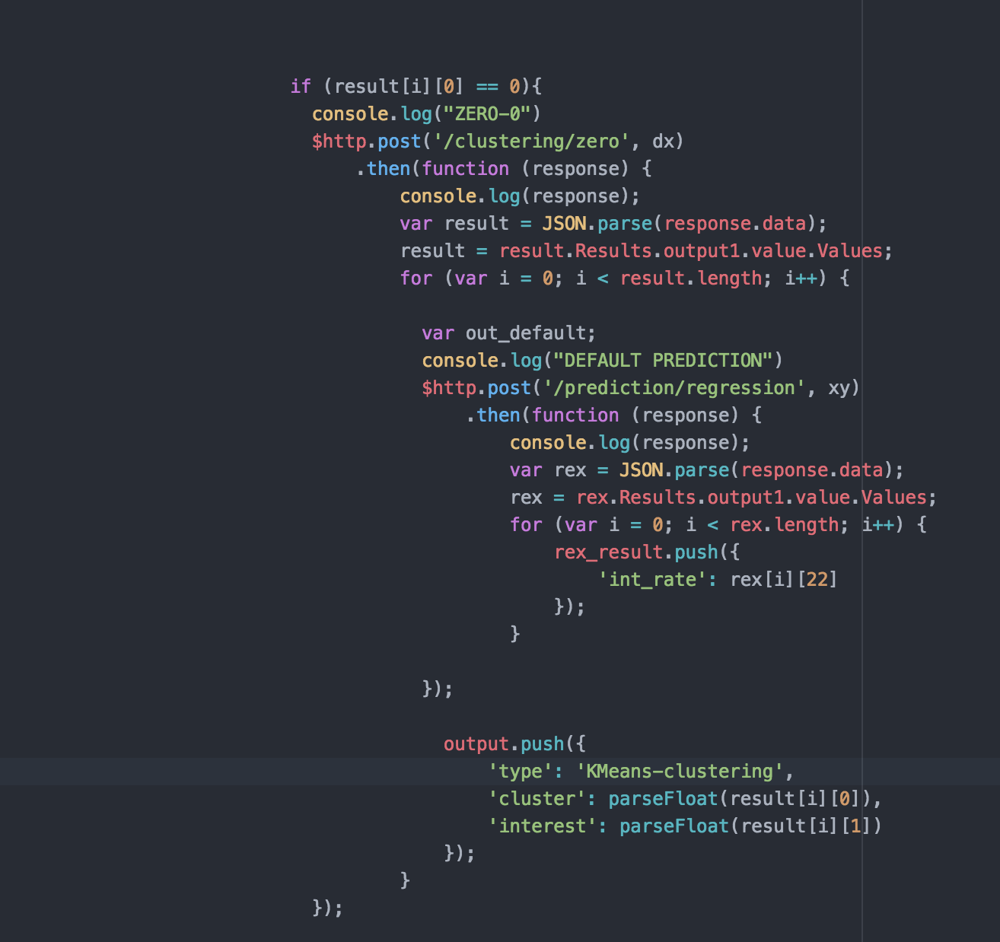 if (result[i][0] == 0){
console.log("ZERO-0")
$http.post('/clustering/zero', dx)
.then(function (response) {
console.log(response);
var result = JSON.parse(response.data);
result = result.Results.output1.value.Values;
for (var i = 0; i < result.length; i++) {
var out_default;
console.log("DEFAULT PREDICTION")
$http.post('/prediction/regression', xy)
.then(function (response) {
console.log(response);
var rex = JSON.parse(response.data);
rex = rex.Results.output1.value.Values;
for (var i = 0; i < rex.length; i++) {
rex_result.push({
'int_rate': rex[i][22]
});
}
});
output.push({
'type': 'KMeans-clustering',
'cluster': parseFloat(result[i][0]),
'interest': parseFloat(result[i][1])
});
}
});